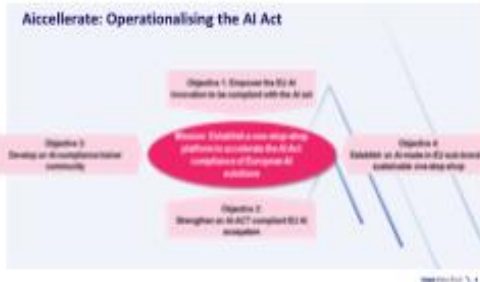 Aiccellerate: Operationalising the AI Act
Objective 1: Empower the EU AI
innovation to be compliant with the AI act
Objective 3
Develop an AI compliance trainer
community
Mission: Establish a one-stop-shop
platform to accelerate the AI Act
compliance of European AI
solutions
Objective 4
Establish an AI-made in EU
sustainable one-stop-shop
Objective 2
Strengthen an AI-ACT compliant EU AI
ecosystem